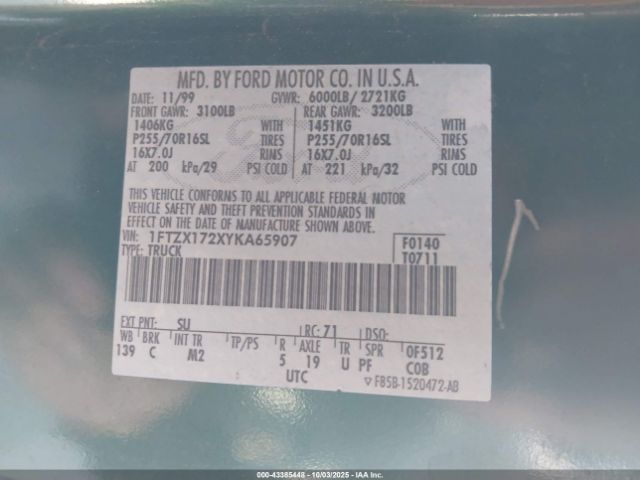 MFD. BY FORD MOTOR CO. IN U.S.A.
DATE: 11/99 GVWR: 6000LB/ 2721KG
FRONT GAWR: 3100LB REAR GAWR: 3200LB
1406KG WITH 1451KG WITH
P255/70R16SL TIRES P255/70R16SL TIRES
16X7.0J RIMS 16X7.0J RIMS
AT 200 kPa/29 PSI COLD AT 221 kPa/32 PSI COLD
THIS VEHICLE CONFORMS TO ALL APPLICABLE FEDERAL MOTOR
VEHICLE SAFETY AND THEFT PREVENTION STANDARDS IN
EFFECT ON THE DATE OF MANUFACTURE SHOWN ABOVE.
VIN: 1FTZX172XYKA65907 F0140
TYPE: TRUCK T0711
EXT PNT: SU RC: 71 DSO:
WB BRK INT TR TP/PS R AXLE TR SPR 0F512
139 C M2 5 19 U PF COB
UTC ▽ F85B-1520472-AB
000-43385448 | 10/03/2025 | IAAI Inc.